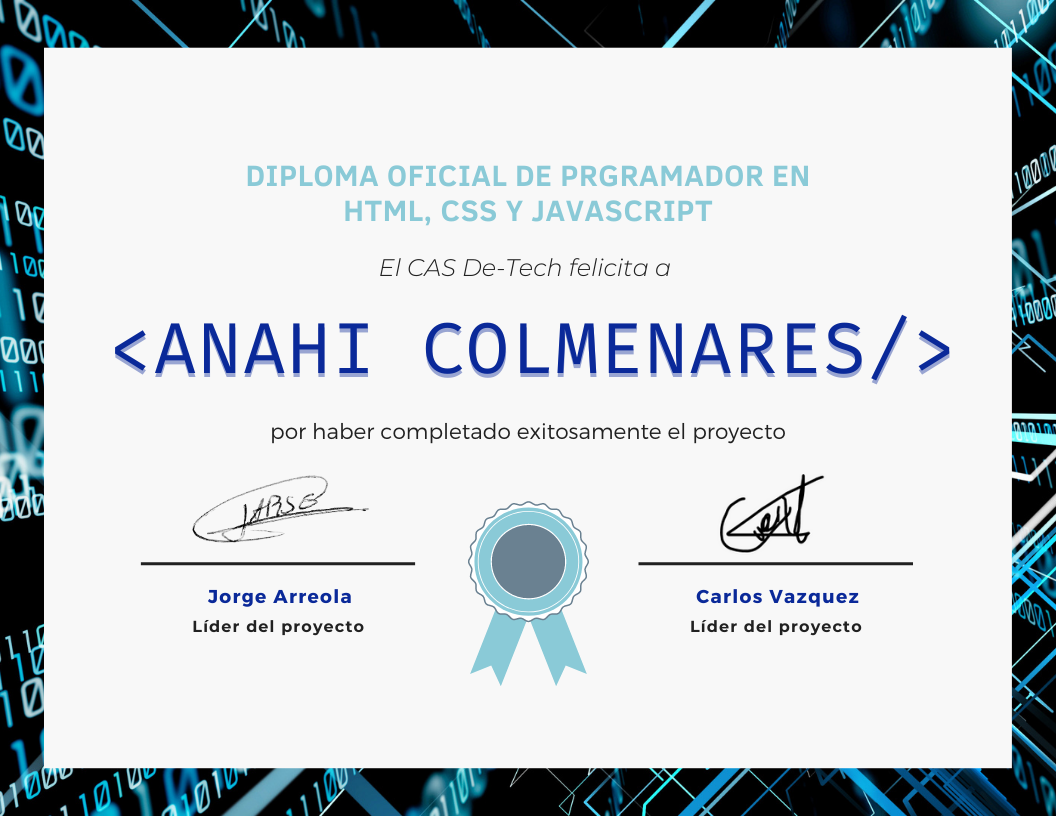 DIPLOMA OFICIAL DE PRGRAMADOR EN
HTML, CSS Y JAVASCRIPT
El CAS De-Tech felicita a
<ANAHI COLMENARES/>
por haber completado exitosamente el proyecto
Jorge Arreola
Líder del proyecto
Carlos Vazquez
Líder del proyecto